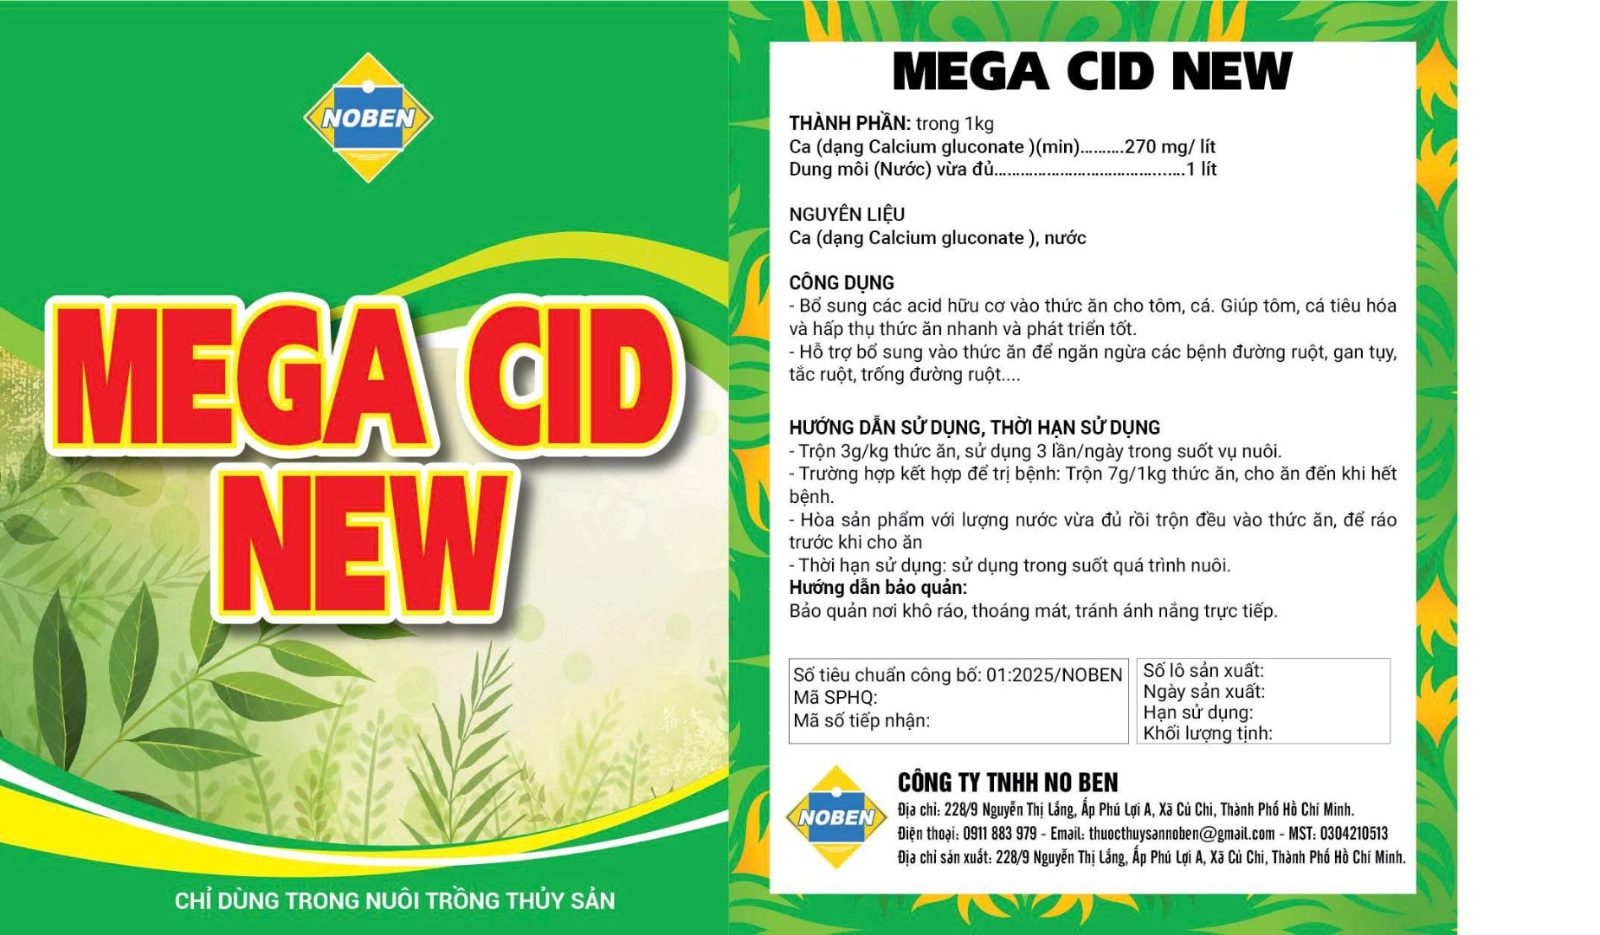 NOBEN
MEGA CID
NEW
CHỈ DÙNG TRONG NUÔI TRỒNG THỦY SẢN
MEGA CID NEW
THÀNH PHẦN: trong 1kg
Ca (dạng Calcium gluconate )(min)..........270 mg/ lít
Dung môi (Nước) vừa đủ..........................................1 lít
NGUYÊN LIỆU
Ca (dạng Calcium gluconate ), nước
CÔNG DỤNG
- Bổ sung các acid hữu cơ vào thức ăn cho tôm, cá. Giúp tôm, cá tiêu hóa
và hấp thụ thức ăn nhanh và phát triển tốt.
- Hỗ trợ bổ sung vào thức ăn để ngăn ngừa các bệnh đường ruột, gan tụy,
tắc ruột, trống đường ruột....
HƯỚNG DẪN SỬ DỤNG, THỜI HẠN SỬ DỤNG
- Trộn 3g/kg thức ăn, sử dụng 3 lần/ngày trong suốt vụ nuôi.
- Trường hợp kết hợp để trị bệnh: Trộn 7g/1kg thức ăn, cho ăn đến khi hết
bệnh.
- Hòa sản phẩm với lượng nước vừa đủ rồi trộn đều vào thức ăn, để ráo
trước khi cho ăn
- Thời hạn sử dụng: sử dụng trong suốt quá trình nuôi.
Hướng dẫn bảo quản:
Bảo quản nơi khô ráo, thoáng mát, tránh ánh nắng trực tiếp.
Số tiêu chuẩn công bố: 01:2025/NOBEN
Mã SPHQ:
Mã số tiếp nhận:
Số lô sản xuất:
Ngày sản xuất:
Hạn sử dụng:
Khối lượng tịnh:
NOBEN
CÔNG TY TNHH NO BEN
Địa chỉ: 228/9 Nguyễn Thị Lắng, Ấp Phú Lợi A, Xã Củ Chi, Thành Phố Hồ Chí Minh.
Điện thoại: 0911 883 979 - Email: thuocthuysannoben@gmail.com - MST: 0304210513
Địa chỉ sản xuất: 228/9 Nguyễn Thị Lắng, Ấp Phú Lợi A, Xã Củ Chi, Thành Phố Hồ Chí Minh.